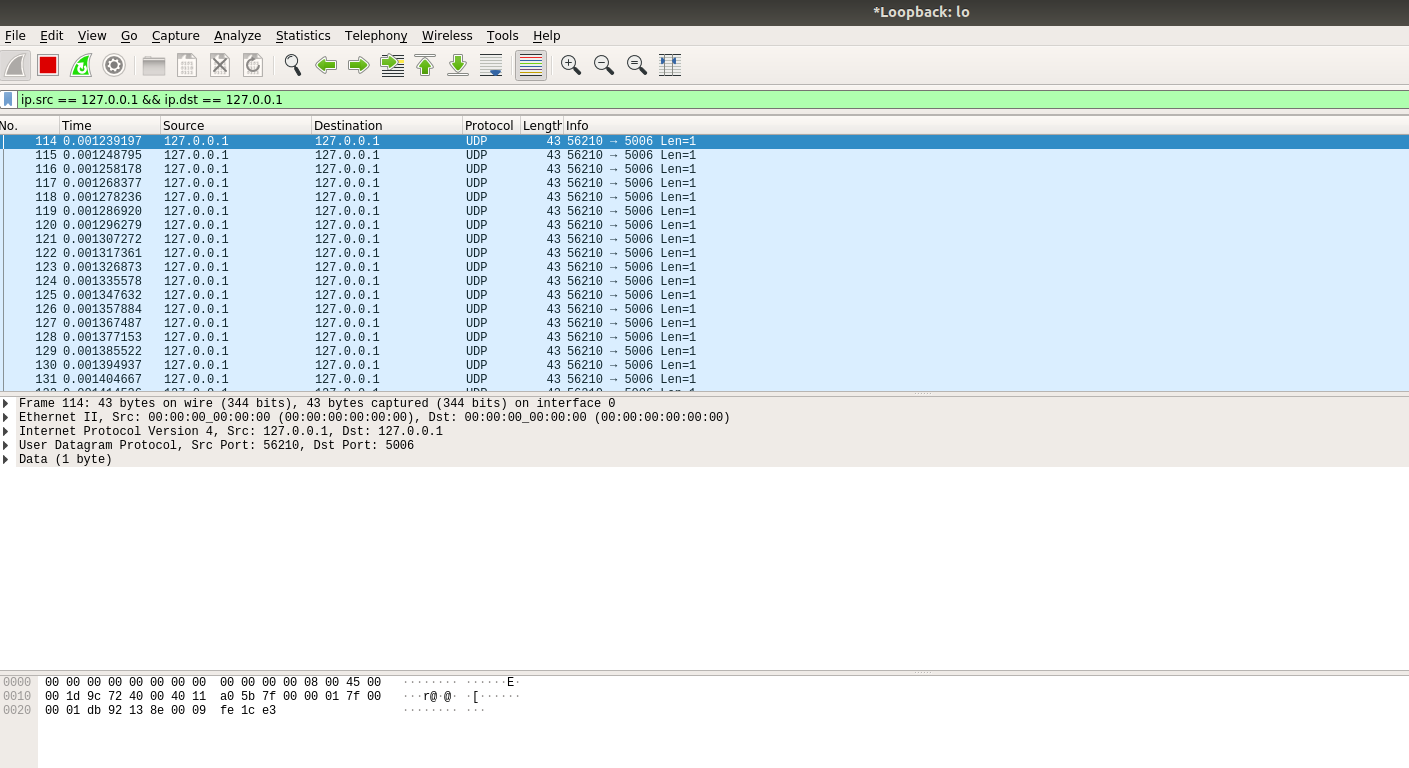 *Loopback: lo
File Edit View Go Capture Analyze Statistics Telephony Wireless Tools Help
ip.src == 127.0.0.1 && ip.dst == 127.0.0.1
No. Time Source Destination Protocol Length Info
114 0.001239197 127.0.0.1 127.0.0.1 UDP 43 56210 → 5006 Len=1
115 0.001248795 127.0.0.1 127.0.0.1 UDP 43 56210 → 5006 Len=1
116 0.001258178 127.0.0.1 127.0.0.1 UDP 43 56210 → 5006 Len=1
117 0.001268377 127.0.0.1 127.0.0.1 UDP 43 56210 → 5006 Len=1
118 0.001278236 127.0.0.1 127.0.0.1 UDP 43 56210 → 5006 Len=1
119 0.001286920 127.0.0.1 127.0.0.1 UDP 43 56210 → 5006 Len=1
120 0.001296279 127.0.0.1 127.0.0.1 UDP 43 56210 → 5006 Len=1
121 0.001307272 127.0.0.1 127.0.0.1 UDP 43 56210 → 5006 Len=1
122 0.001317361 127.0.0.1 127.0.0.1 UDP 43 56210 → 5006 Len=1
123 0.001326873 127.0.0.1 127.0.0.1 UDP 43 56210 → 5006 Len=1
124 0.001335578 127.0.0.1 127.0.0.1 UDP 43 56210 → 5006 Len=1
125 0.001347632 127.0.0.1 127.0.0.1 UDP 43 56210 → 5006 Len=1
126 0.001357884 127.0.0.1 127.0.0.1 UDP 43 56210 → 5006 Len=1
127 0.001367487 127.0.0.1 127.0.0.1 UDP 43 56210 → 5006 Len=1
128 0.001377153 127.0.0.1 127.0.0.1 UDP 43 56210 → 5006 Len=1
129 0.001385522 127.0.0.1 127.0.0.1 UDP 43 56210 → 5006 Len=1
130 0.001394937 127.0.0.1 127.0.0.1 UDP 43 56210 → 5006 Len=1
131 0.001404667 127.0.0.1 127.0.0.1 UDP 43 56210 → 5006 Len=1
Frame 114: 43 bytes on wire (344 bits), 43 bytes captured (344 bits) on interface 0
Ethernet II, Src: 00:00:00_00:00:00 (00:00:00:00:00:00), Dst: 00:00:00_00:00:00 (00:00:00:00:00:00)
Internet Protocol Version 4, Src: 127.0.0.1, Dst: 127.0.0.1
User Datagram Protocol, Src Port: 56210, Dst Port: 5006
Data (1 byte)
0000 00 00 00 00 00 00 00 00 00 00 00 00 08 00 45 00 ········ ······E·
0010 00 1d 9c 72 40 00 40 11 a0 5b 7f 00 00 01 7f 00 ···r@·@· ·[······
0020 00 01 db 92 13 8e 00 09 fe 1c e3 ········ ···